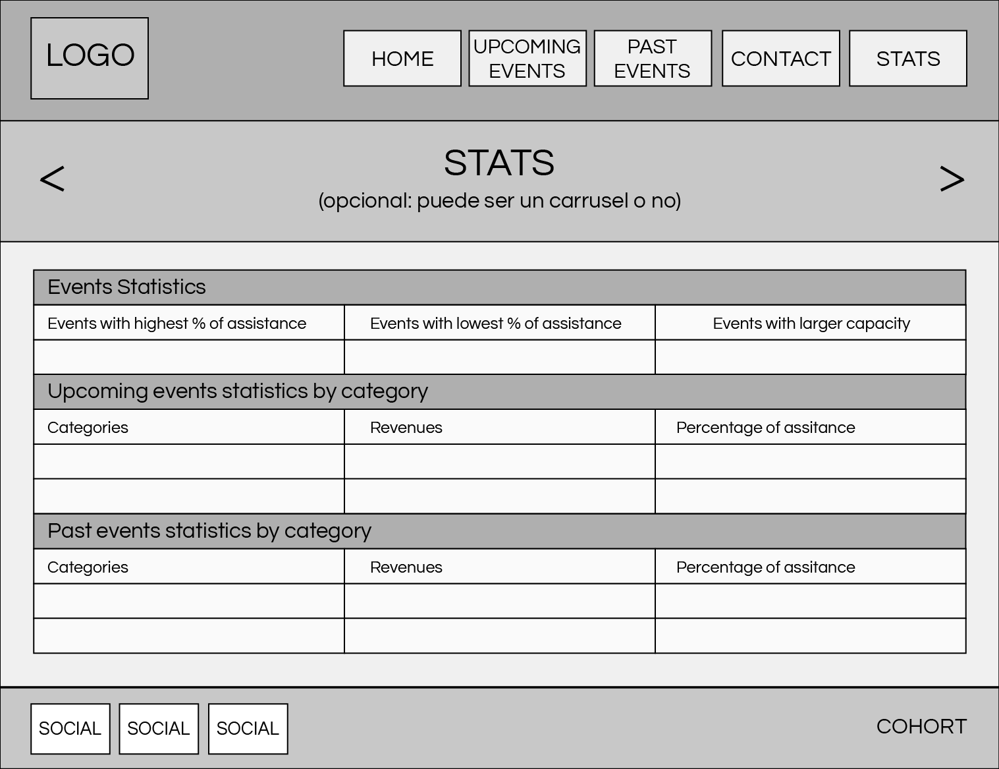 LOGO
HOME
UPCOMING
EVENTS
PAST
EVENTS
CONTACT
STATS
<
STATS
>
(opcional: puede ser un carrusel o no)
Events Statistics
Events with highest % of assistance
Events with lowest % of assistance
Events with larger capacity
Upcoming events statistics by category
Categories
Revenues
Percentage of assitance
Past events statistics by category
Categories
Revenues
Percentage of assitance
SOCIAL
SOCIAL
SOCIAL
COHORT